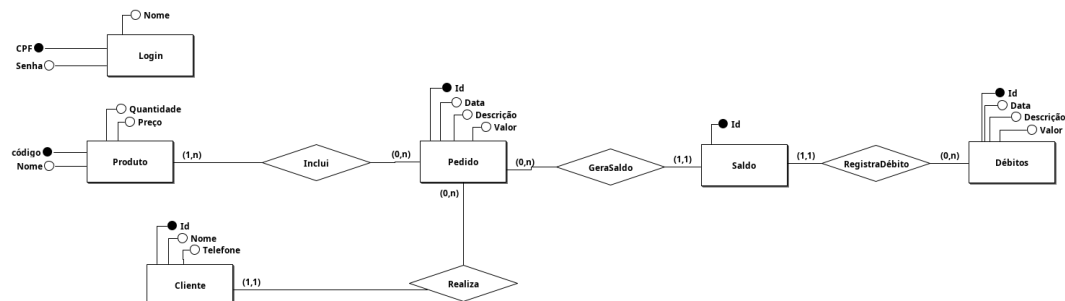 Nome
CPF
Login
Senha
Quantidade
Preço
código
Produto
Nome
(1,n)
Inclui
(0,n)
Id
Data
Descrição
Valor
Pedido
(0,n)
(0,n)
GeraSaldo
(1,1)
Id
Saldo
(1,1)
RegistraDébito
(0,n)
Id
Data
Descrição
Valor
Débitos
Id
Nome
Telefone
Cliente
(1,1)
Realiza